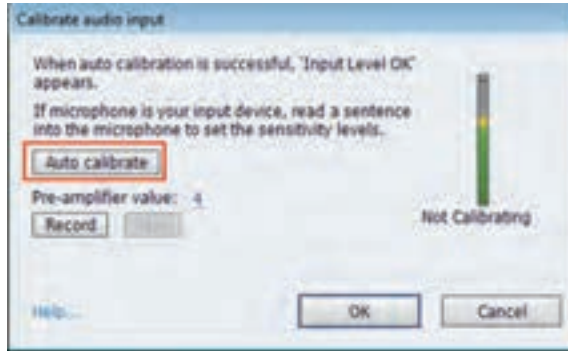 Calibrate audio input
When auto calibration is successful, 'Input Level OK'
appears.
If microphone is your input device, read a sentence
into the microphone to set the sensitivity levels.
Auto calibrate
Pre-amplifier value: 4
Record
Not Calibrating
Help...
OK
Cancel